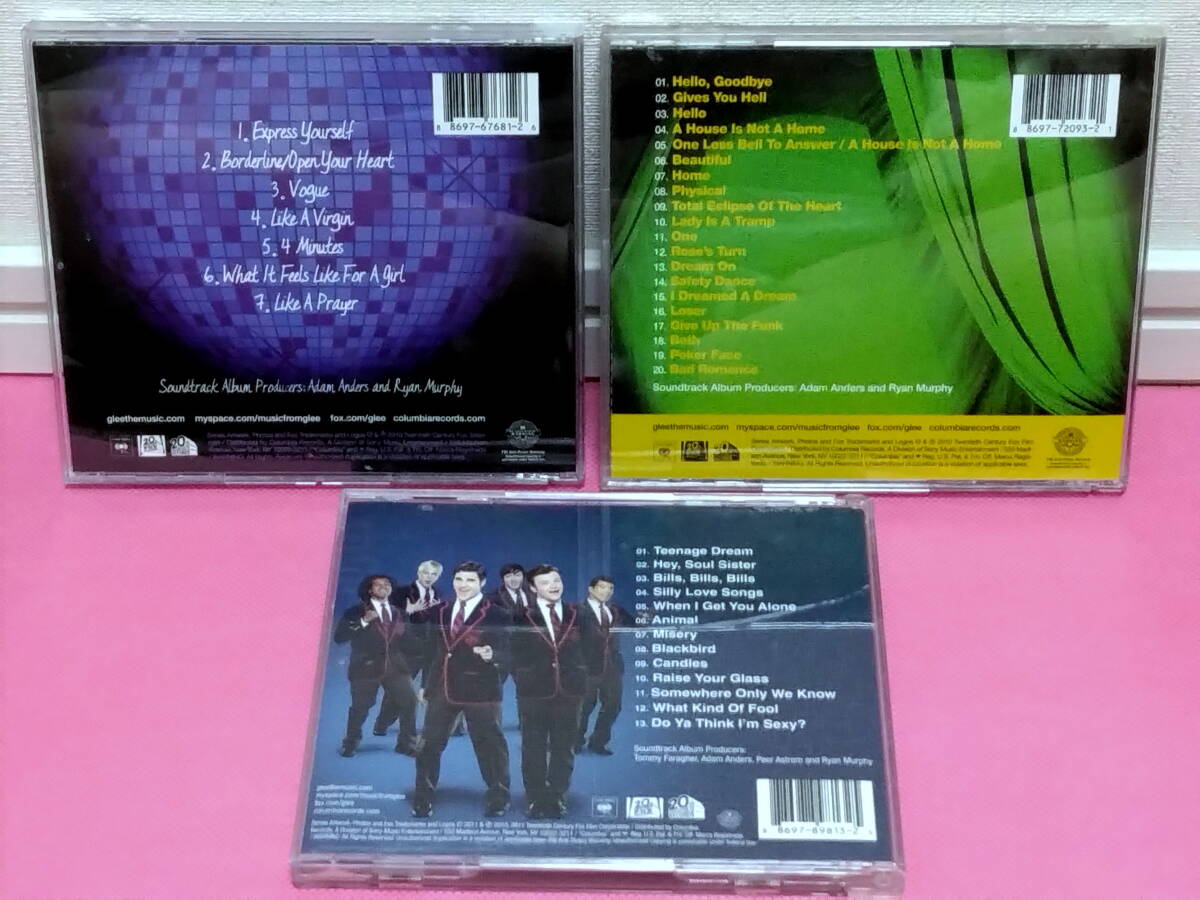 1. Express Yourself
2. Borderline/Open Your Heart
3. Vogue
4. Like A Virgin
5. 4 Minutes
6. What It Feels Like For A girl
7. Like A Prayer
Soundtrack Album Producers: Adam Anders and Ryan Murphy
gleethemusic.com myspace.com/musicfromglee fox.com/glee columbiarecords.com
8 8697-67681-2 6
01. Hello, Goodbye
02. Gives You Hell
03. Hello
04. A House Is Not A Home
05. One Less Bell To Answer / A House Is Not A Home
06. Beautiful
07. Home
08. Physical
09. Total Eclipse Of The Heart
10. Lady Is A Tramp
11. One
12. Rose's Turn
13. Dream On
14. Safety Dance
15. I Dreamed A Dream
16. Loser
17. Give Up The Funk
18. Beth
19. Poker Face
20. Bad Romance
Soundtrack Album Producers: Adam Anders and Ryan Murphy
gleethemusic.com myspace.com/musicfromglee fox.com/glee columbiarecords.com
8 8697-72093-2 1
01. Teenage Dream
02. Hey, Soul Sister
03. Bills, Bills, Bills
04. Silly Love Songs
05. When I Get You Alone
06. Animal
07. Misery
08. Blackbird
09. Candles
10. Raise Your Glass
11. Somewhere Only We Know
12. What Kind Of Fool
13. Do Ya Think I'm Sexy?
Soundtrack Album Producers:
Tommy Faragher, Adam Anders, Peer Astrom and Ryan Murphy
gleethemusic.com
myspace.com/musicfromglee
fox.com/glee
columbiarecords.com
8697-89813-2